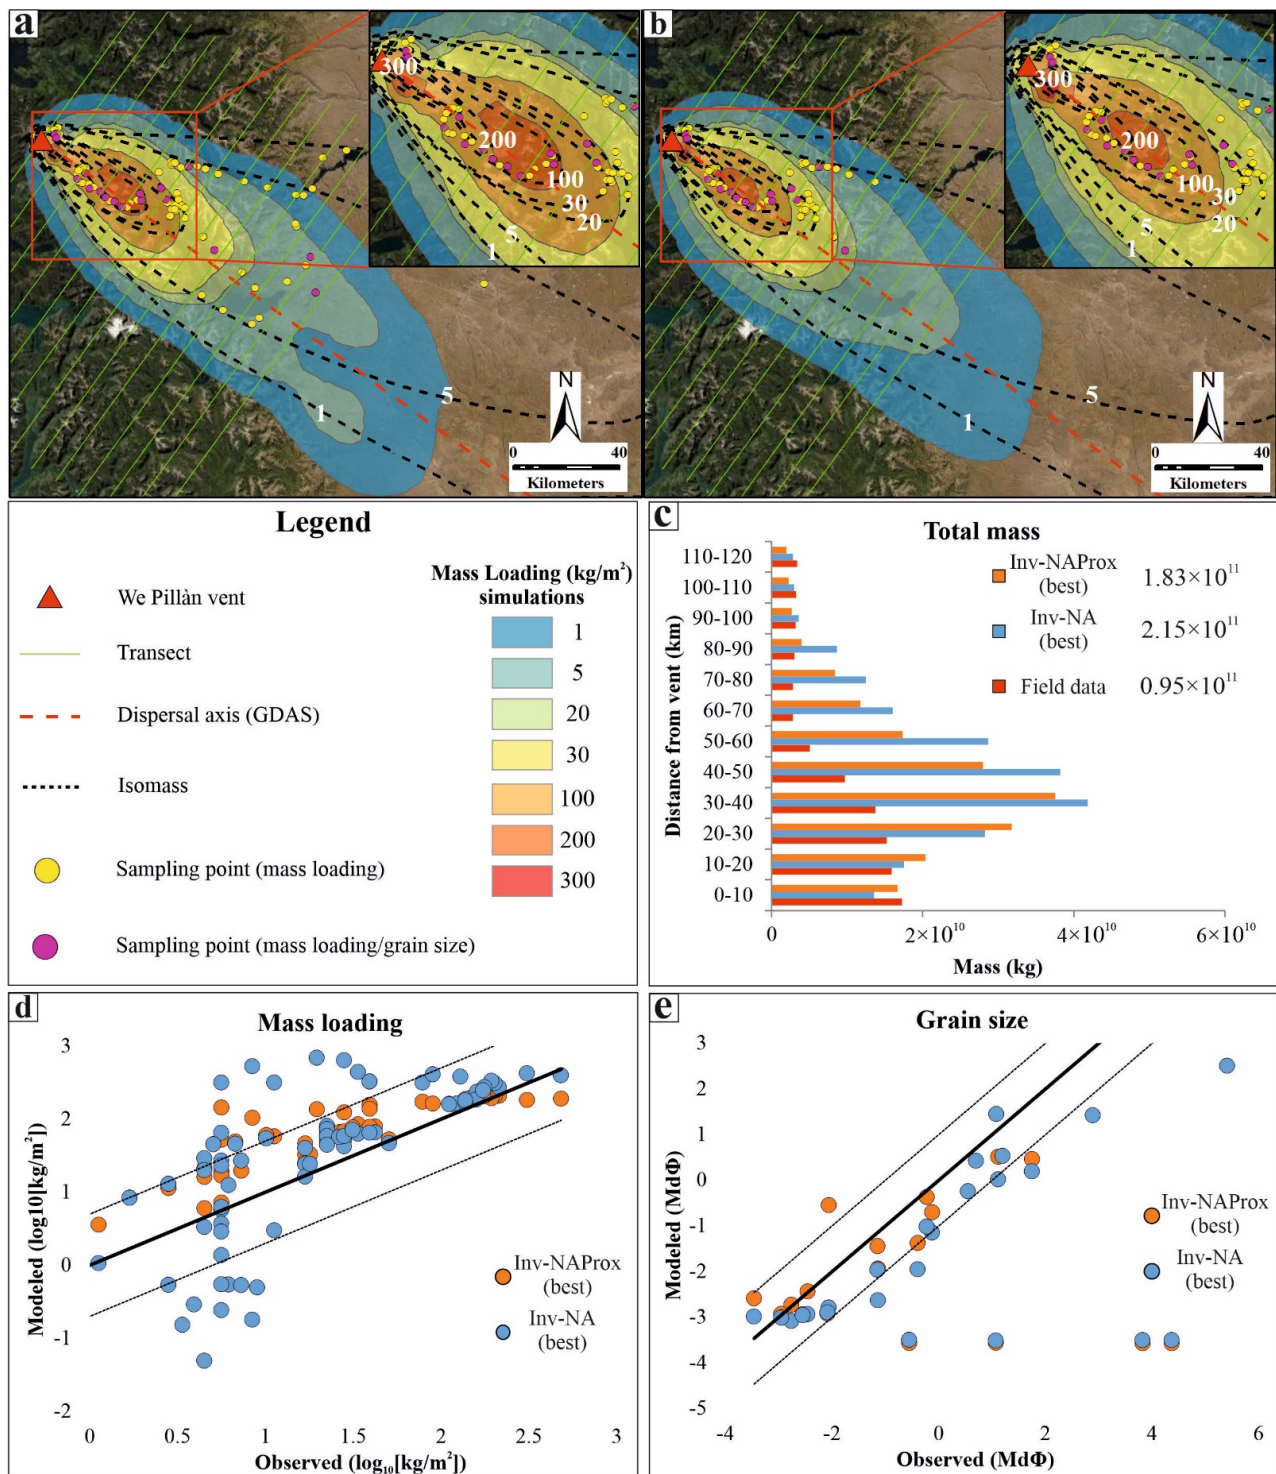 a
300
200
100
30
20
5
1
5
1
N
0 40
Kilometers
b
300
200
100
30
20
5
1
5
1
N
0 40
Kilometers
Legend
We Pillàn vent
Transect
Dispersal axis (GDAS)
Isomass
Sampling point (mass loading)
Sampling point (mass loading/grain size)
Mass Loading (kg/m²)
simulations
1
5
20
30
100
200
300
c
Total mass
Distance from vent (km)
110-120
100-110
90-100
80-90
70-80
60-70
50-60
40-50
30-40
20-30
10-20
0-10
Inv-NAProx
(best)
1.83×10¹¹
Inv-NA
(best)
2.15×10¹¹
Field data 0.95×10¹¹
0 2×10¹⁰ 4×10¹⁰ 6×10¹⁰
Mass (kg)
d
Mass loading
Modeled (log10[kg/m²])
3
2
1
0
-1
-2
Inv-NAProx
(best)
Inv-NA
(best)
0 0.5 1 1.5 2 2.5 3
Observed (log₁₀[kg/m²])
e
Grain size
Modeled (MdΦ)
3
2
1
0
-1
-2
-3
-4
-5
Inv-NAProx
(best)
Inv-NA
(best)
-4 -2 0 2 4 6
Observed (MdΦ)